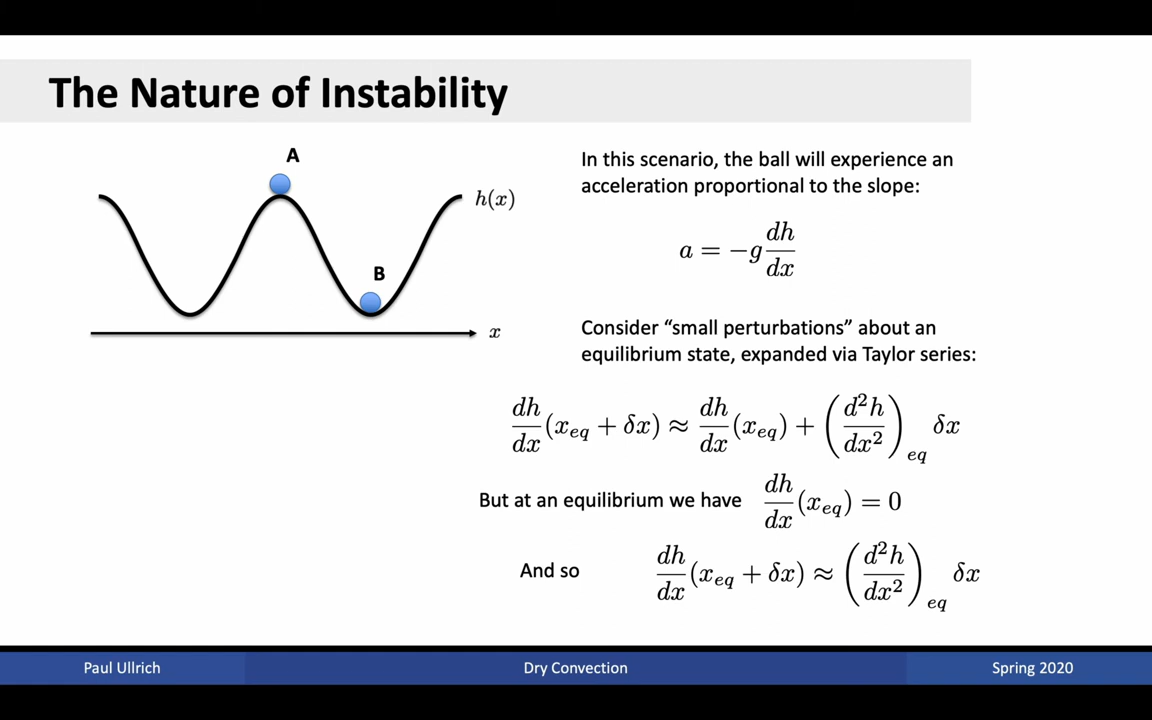 The Nature of Instability
A
h(x)
B
x
In this scenario, the ball will experience an
acceleration proportional to the slope:
a = −g dh/dx
Consider “small perturbations” about an
equilibrium state, expanded via Taylor series:
dh/dx (x_eq + δx) ≈ dh/dx (x_eq) + (d²h/dx²)_eq δx
But at an equilibrium we have dh/dx (x_eq) = 0
And so dh/dx (x_eq + δx) ≈ (d²h/dx²)_eq δx
Paul Ullrich
Dry Convection
Spring 2020